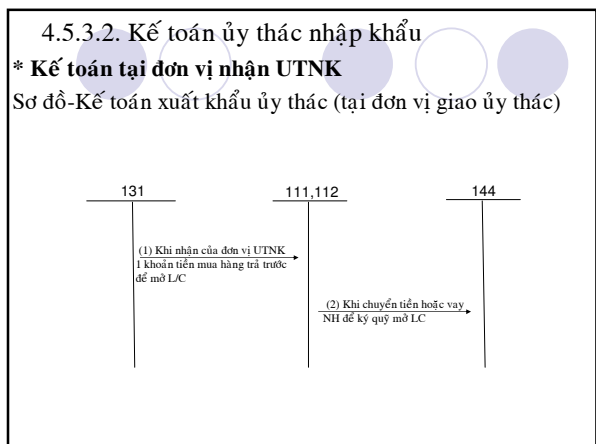 4.5.3.2. Kế toán ủy thác nhập khẩu
* Kế toán tại đơn vị nhận UTNK
Sơ đồ-Kế toán xuất khẩu ủy thác (tại đơn vị giao ủy thác)
131
111,112
144
(1) Khi nhận của đơn vị UTNK
1 khoản tiền mua hàng trả trước
để mở L/C
(2) Khi chuyển tiền hoặc vay
NH để ký quỹ mở LC